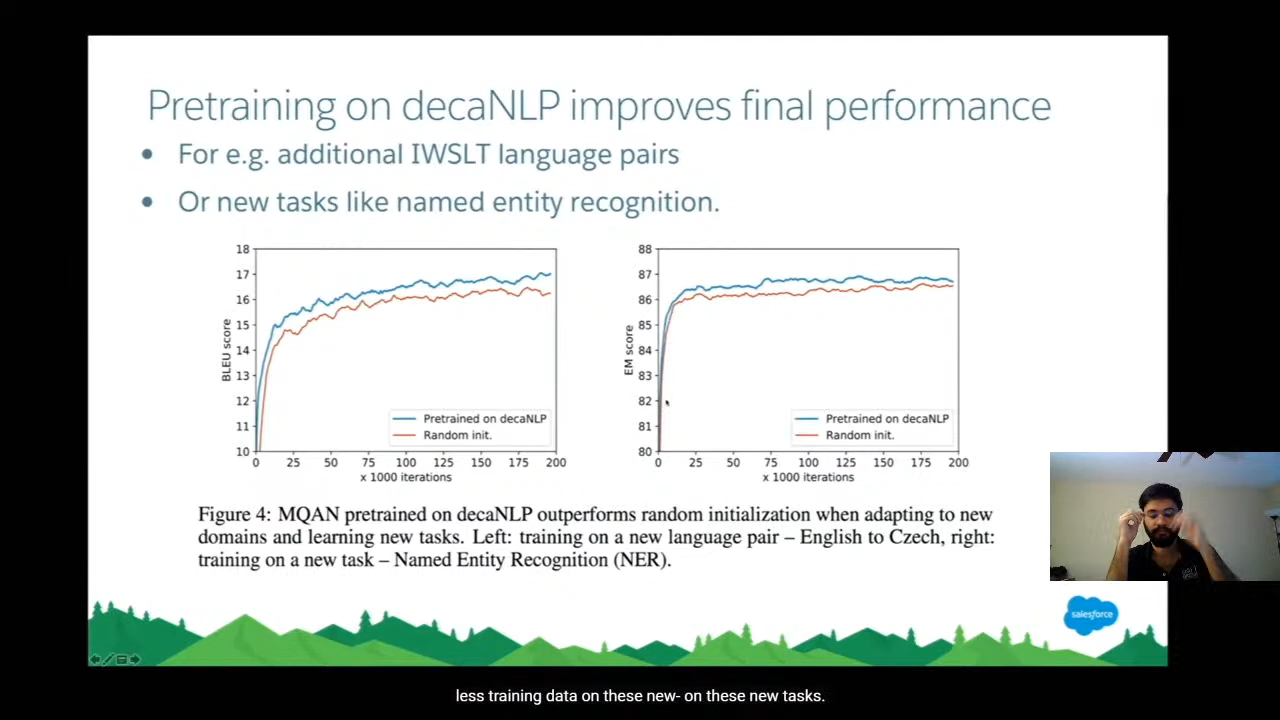 Pretraining on decaNLP improves final performance
• For e.g. additional IWSLT language pairs
• Or new tasks like named entity recognition.
18
17
16
15
14
13
12
11
10
BLEU score
Pretrained on decaNLP
Random init.
0 25 50 75 100 125 150 175 200
x 1000 iterations
88
87
86
85
84
83
82
81
80
EM score
Pretrained on decaNLP
Random init.
0 25 50 75 100 125 150 175 200
x 1000 iterations
Figure 4: MQAN pretrained on decaNLP outperforms random initialization when adapting to new
domains and learning new tasks. Left: training on a new language pair – English to Czech, right:
training on a new task – Named Entity Recognition (NER).
salesforce
less training data on these new- on these new tasks.